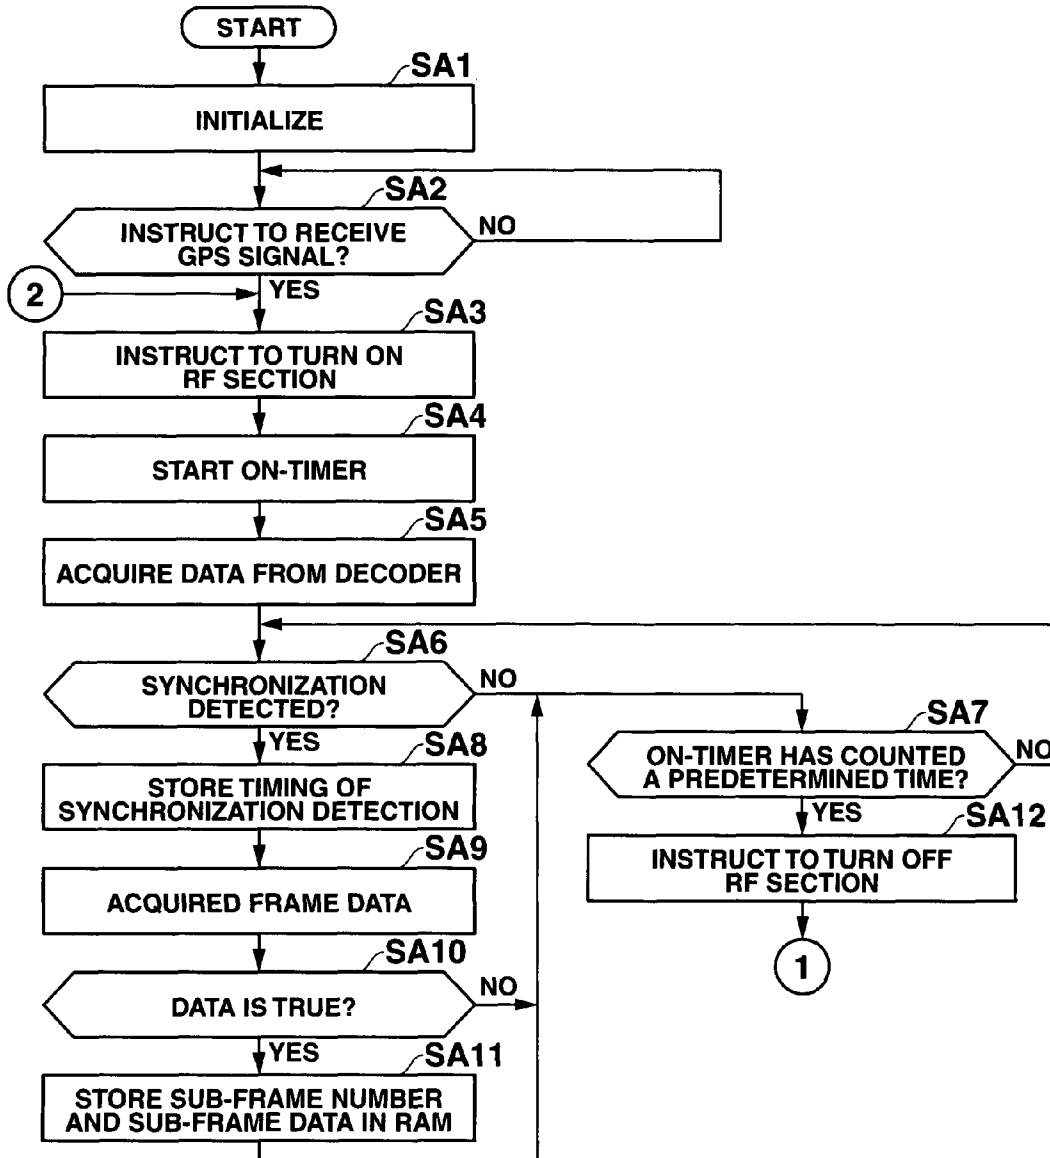 START
SA1
INITIALIZE
SA2
INSTRUCT TO RECEIVE
GPS SIGNAL?
NO
2
YES
SA3
INSTRUCT TO TURN ON
RF SECTION
SA4
START ON-TIMER
SA5
ACQUIRE DATA FROM DECODER
SA6
SYNCHRONIZATION
DETECTED?
NO
YES
SA7
ON-TIMER HAS COUNTED
A PREDETERMINED TIME?
NO
YES
SA8
STORE TIMING OF
SYNCHRONIZATION DETECTION
SA12
INSTRUCT TO TURN OFF
RF SECTION
1
SA9
ACQUIRED FRAME DATA
SA10
DATA IS TRUE?
NO
YES
SA11
STORE SUB-FRAME NUMBER
AND SUB-FRAME DATA IN RAM